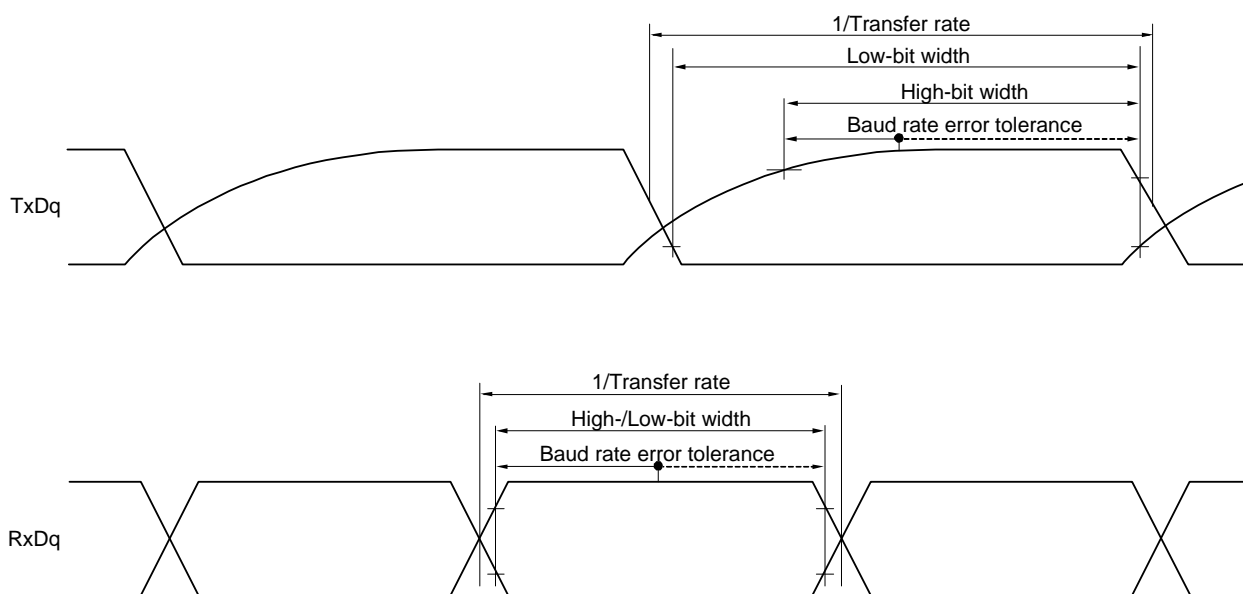 1/Transfer rate
Low-bit width
High-bit width
Baud rate error tolerance
TxDq
1/Transfer rate
High-/Low-bit width
Baud rate error tolerance
RxDq